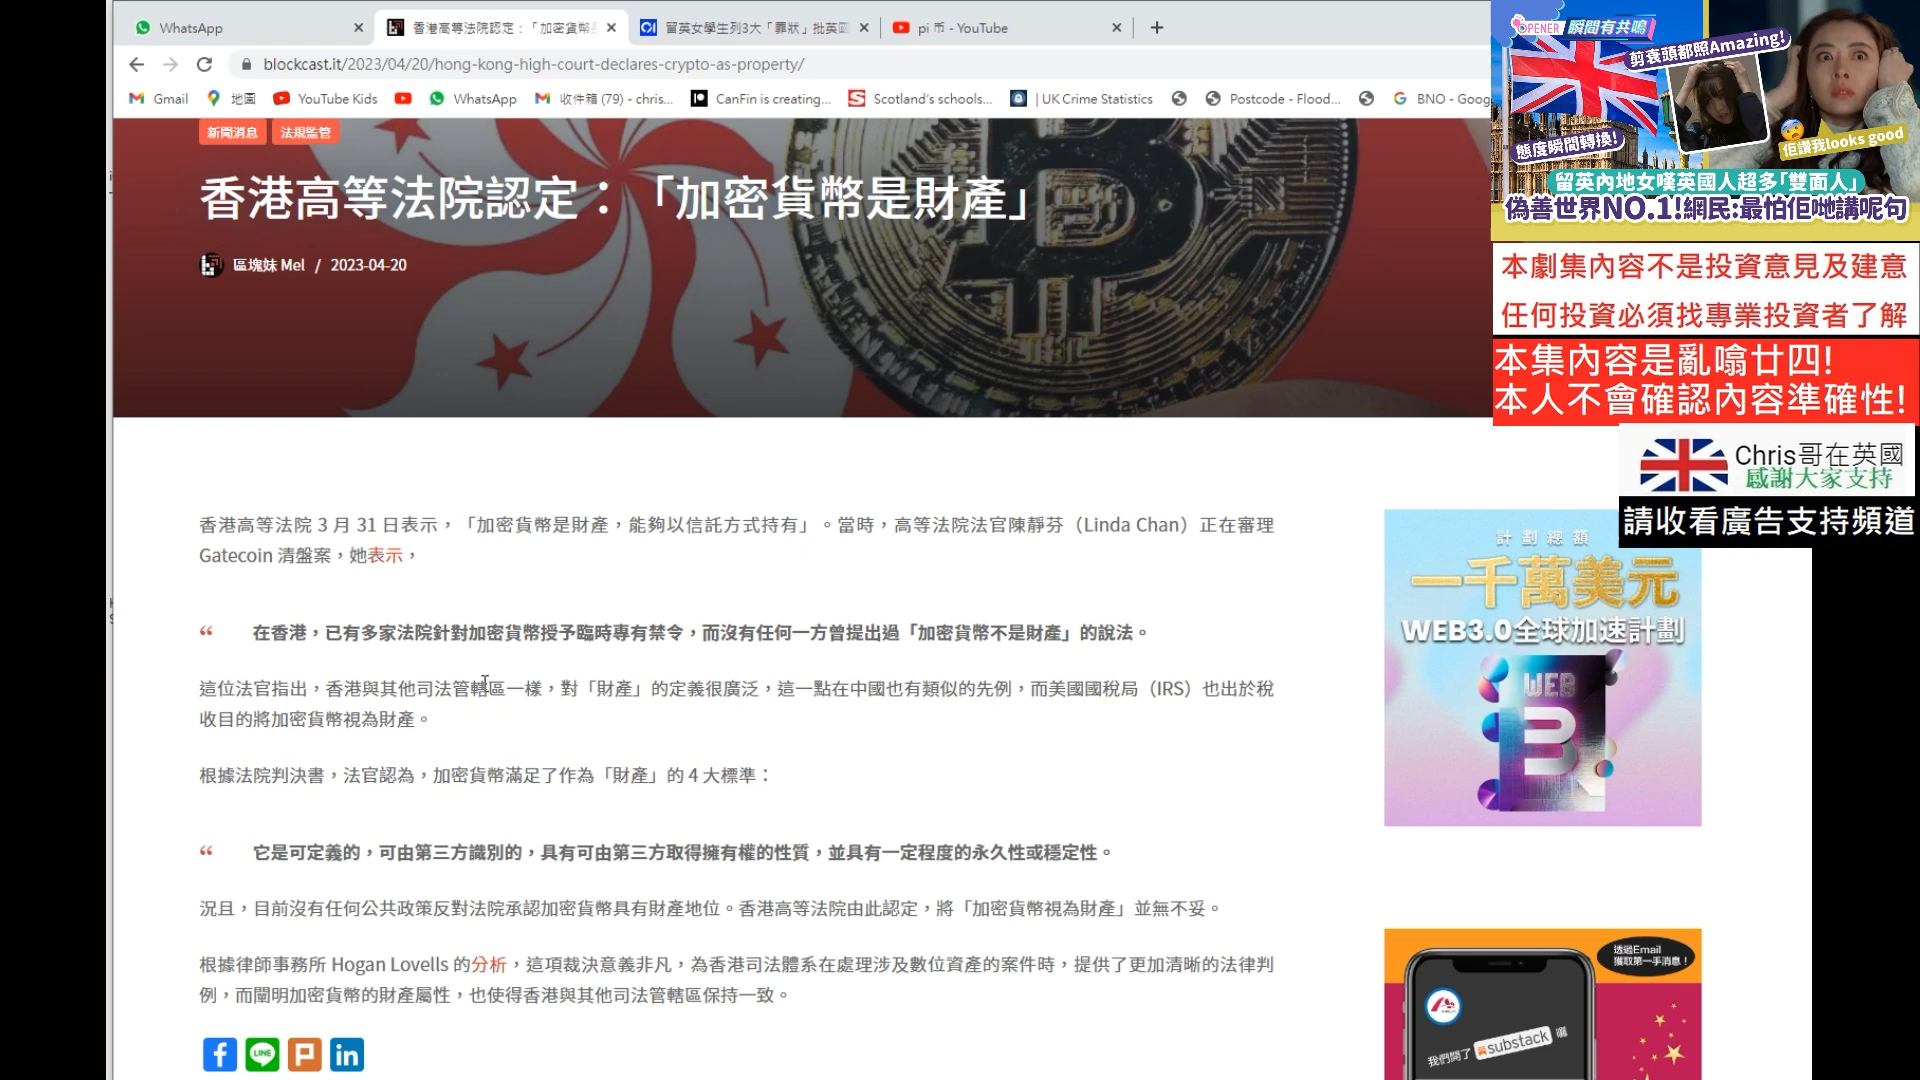 WhatsApp
香港高等法院認定：「加密貨幣
留英女學生列3大「罪狀」批英國
pi 币 - YouTube
blockcast.it/2023/04/20/hong-kong-high-court-declares-crypto-as-property/
Gmail
地圖
YouTube Kids
WhatsApp
收件箱 (79) - chris...
CanFin is creating...
Scotland's schools...
| UK Crime Statistics
Postcode - Flood...
BNO - Goog
新聞消息
法規監管
香港高等法院認定：「加密貨幣是財產」
區塊妹 Mel / 2023-04-20
香港高等法院 3 月 31 日表示，「加密貨幣是財產，能夠以信託方式持有」。當時，高等法院法官陳靜芬（Linda Chan）正在審理
Gatecoin 清盤案，她表示，
“ 在香港，已有多家法院針對加密貨幣授予臨時專有禁令，而沒有任何一方曾提出過「加密貨幣不是財產」的說法。
這位法官指出，香港與其他司法管轄區一樣，對「財產」的定義很廣泛，這一點在中國也有類似的先例，而美國國稅局（IRS）也出於稅
收目的將加密貨幣視為財產。
根據法院判決書，法官認為，加密貨幣滿足了作為「財產」的 4 大標準：
“ 它是可定義的，可由第三方識別的，具有可由第三方取得擁有權的性質，並具有一定程度的永久性或穩定性。
況且，目前沒有任何公共政策反對法院承認加密貨幣具有財產地位。香港高等法院由此認定，將「加密貨幣視為財產」並無不妥。
根據律師事務所 Hogan Lovells 的分析，這項裁決意義非凡，為香港司法體系在處理涉及數位資產的案件時，提供了更加清晰的法律判
例，而闡明加密貨幣的財產屬性，也使得香港與其他司法管轄區保持一致。
LINE
in
OPENER 瞬間有共鳴
剪衰頭都照Amazing!
態度瞬間轉換!
佢讚我looks good
留英內地女嘆英國人超多「雙面人」
偽善世界NO.1!網民:最怕佢哋講呢句
本劇集內容不是投資意見及建意
任何投資必須找專業投資者了解
本集內容是亂噏廿四!
本人不會確認內容準確性!
Chris哥在英國
感謝大家支持
請收看廣告支持頻道
計劃總額
一千萬美元
WEB3.0全球加速計劃
WEB
3
透過Email
獲取第一手消息！
我們開了 substack 囉